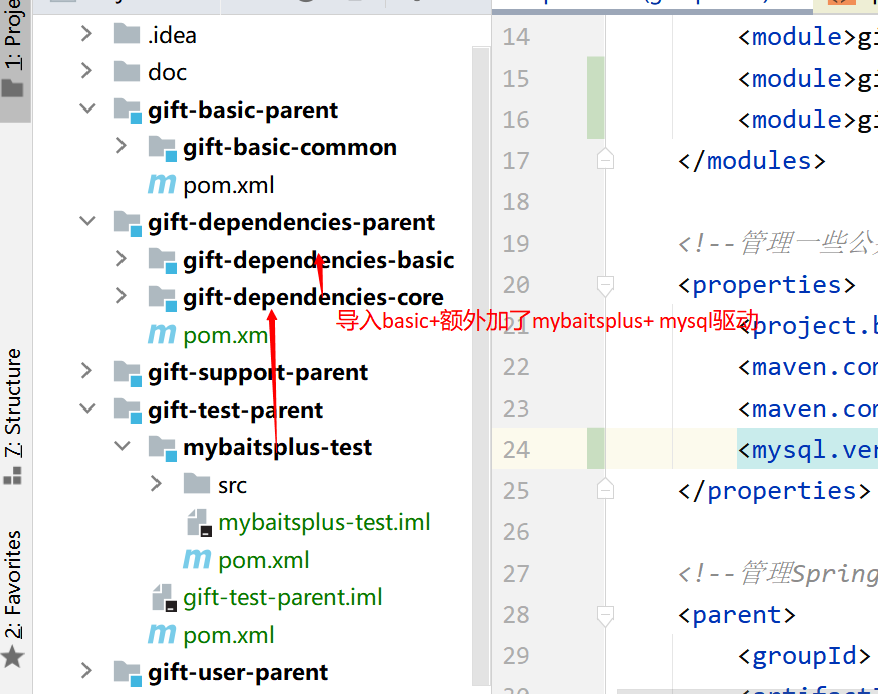 1: Proje
Z: Structure
2: Favorites
.idea
doc
gift-basic-parent
gift-basic-common
pom.xml
gift-dependencies-parent
gift-dependencies-basic
gift-dependencies-core
导入basic+额外加了mybaitsplus+ mysql驱动
pom.xm
gift-support-parent
gift-test-parent
mybaitsplus-test
src
mybaitsplus-test.iml
pom.xml
gift-test-parent.iml
pom.xml
gift-user-parent
14 <module>gi
15 <module>gi
16 <module>gi
17 </modules>
18
19 <!--管理一些公
20 <properties>
21 <project.b
22 <maven.com
23 <maven.com
24 <mysql.ver
25 </properties>
26
27 <!--管理Spring
28 <parent>
29 <groupId>